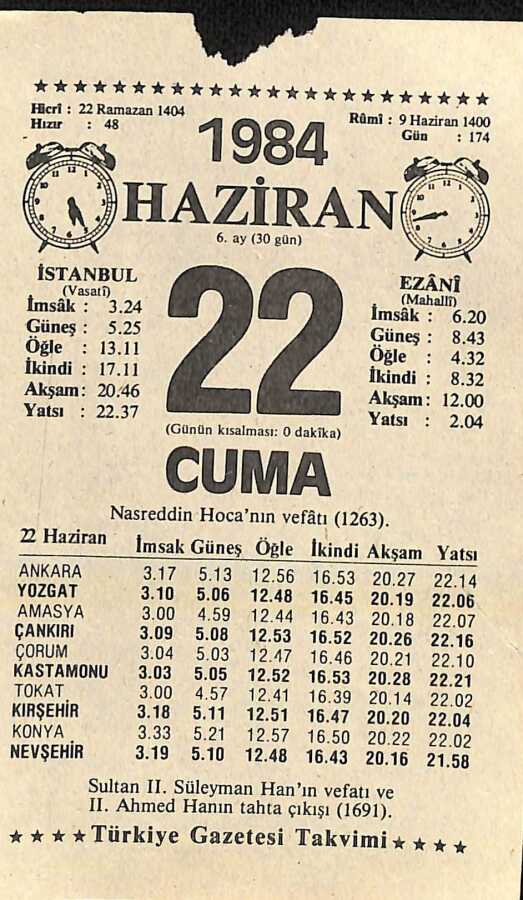 Hicrî : 22 Ramazan 1404
Hızır : 48
Rûmî : 9 Haziran 1400
Gün : 174
1984
HAZİRAN
6. ay (30 gün)
İSTANBUL
(Vasatî)
İmsâk : 3.24
Güneş : 5.25
Öğle : 13.11
İkindi : 17.11
Akşam : 20.46
Yatsı : 22.37
22
EZÂNÎ
(Mahallî)
İmsâk : 6.20
Güneş : 8.43
Öğle : 4.32
İkindi : 8.32
Akşam: 12.00
Yatsı : 2.04
(Günün kısalması: 0 dakîka)
CUMA
Nasreddin Hoca'nın vefâtı (1263).
22 Haziran İmsak Güneş Öğle İkindi Akşam Yatsı
ANKARA 3.17 5.13 12.56 16.53 20.27 22.14
YOZGAT 3.10 5.06 12.48 16.45 20.19 22.06
AMASYA 3.00 4.59 12.44 16.43 20.18 22.07
ÇANKIRI 3.09 5.08 12.53 16.52 20.26 22.16
ÇORUM 3.04 5.03 12.47 16.46 20.21 22.10
KASTAMONU 3.03 5.05 12.52 16.53 20.28 22.21
TOKAT 3.00 4.57 12.41 16.39 20.14 22.02
KIRŞEHİR 3.18 5.11 12.51 16.47 20.20 22.04
KONYA 3.33 5.21 12.57 16.50 20.22 22.02
NEVŞEHİR 3.19 5.10 12.48 16.43 20.16 21.58
Sultan II. Süleyman Han'ın vefatı ve
II. Ahmed Hanın tahta çıkışı (1691).
Türkiye Gazetesi Takvimi